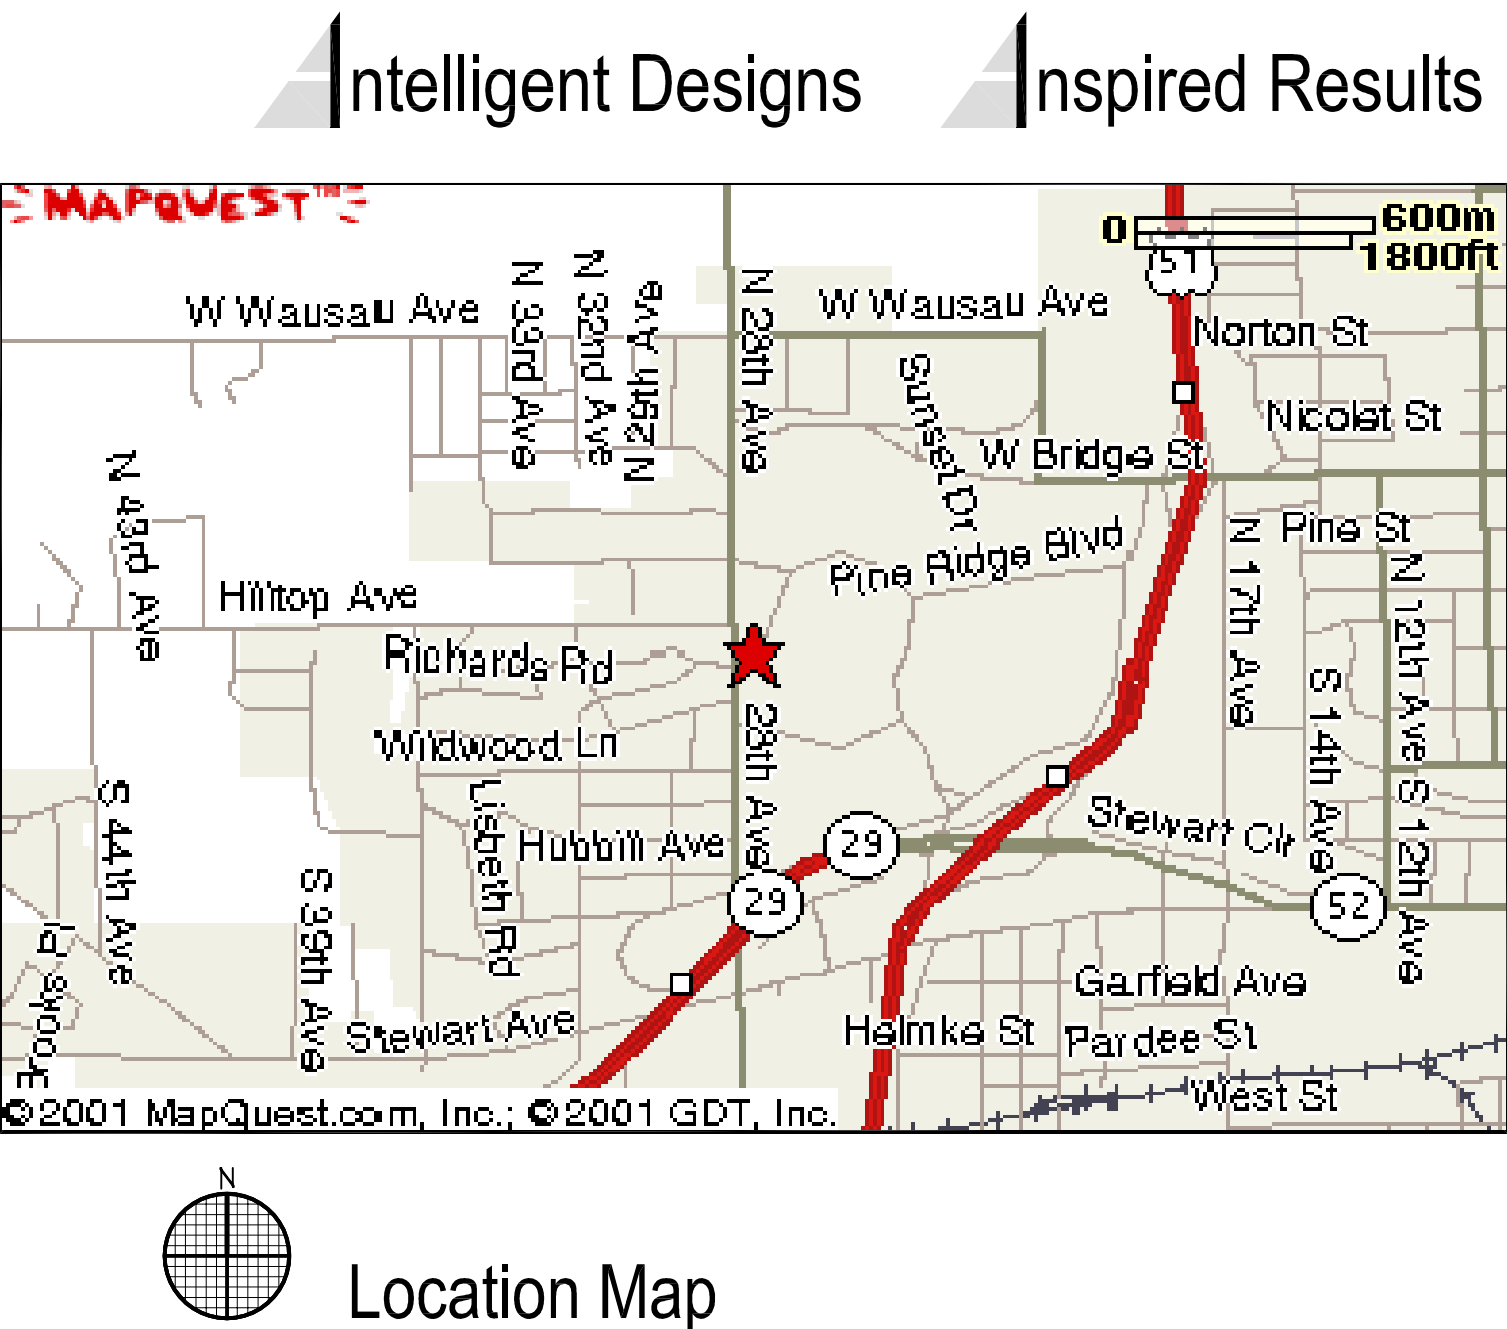 Intelligent Designs
Inspired Results
MAPQUEST™
0
600m
1800ft
51
W Wausau Ave
N 33rd Ave
N 32nd Ave
N 29th Ave
N 28th Ave
W Wausau Ave
Norton St
Sunset Dr
Nicolet St
W Bridge St
N 43rd Ave
Pine St
Pine Ridge Blvd
N 17th Ave
N 12th Ave
Hilltop Ave
Richards Rd
S 14th Ave
28th Ave
Wildwood Ln
S 44th Ave
Lisbeth Rd
Hubbill Ave
29
Stewart Cir
S 12th Ave
S 39th Ave
29
52
Garfield Ave
Stewart Ave
Helmke St
Pardee St
West St
©2001 MapQuest.com, Inc.; ©2001 GDT, Inc.
N
Location Map